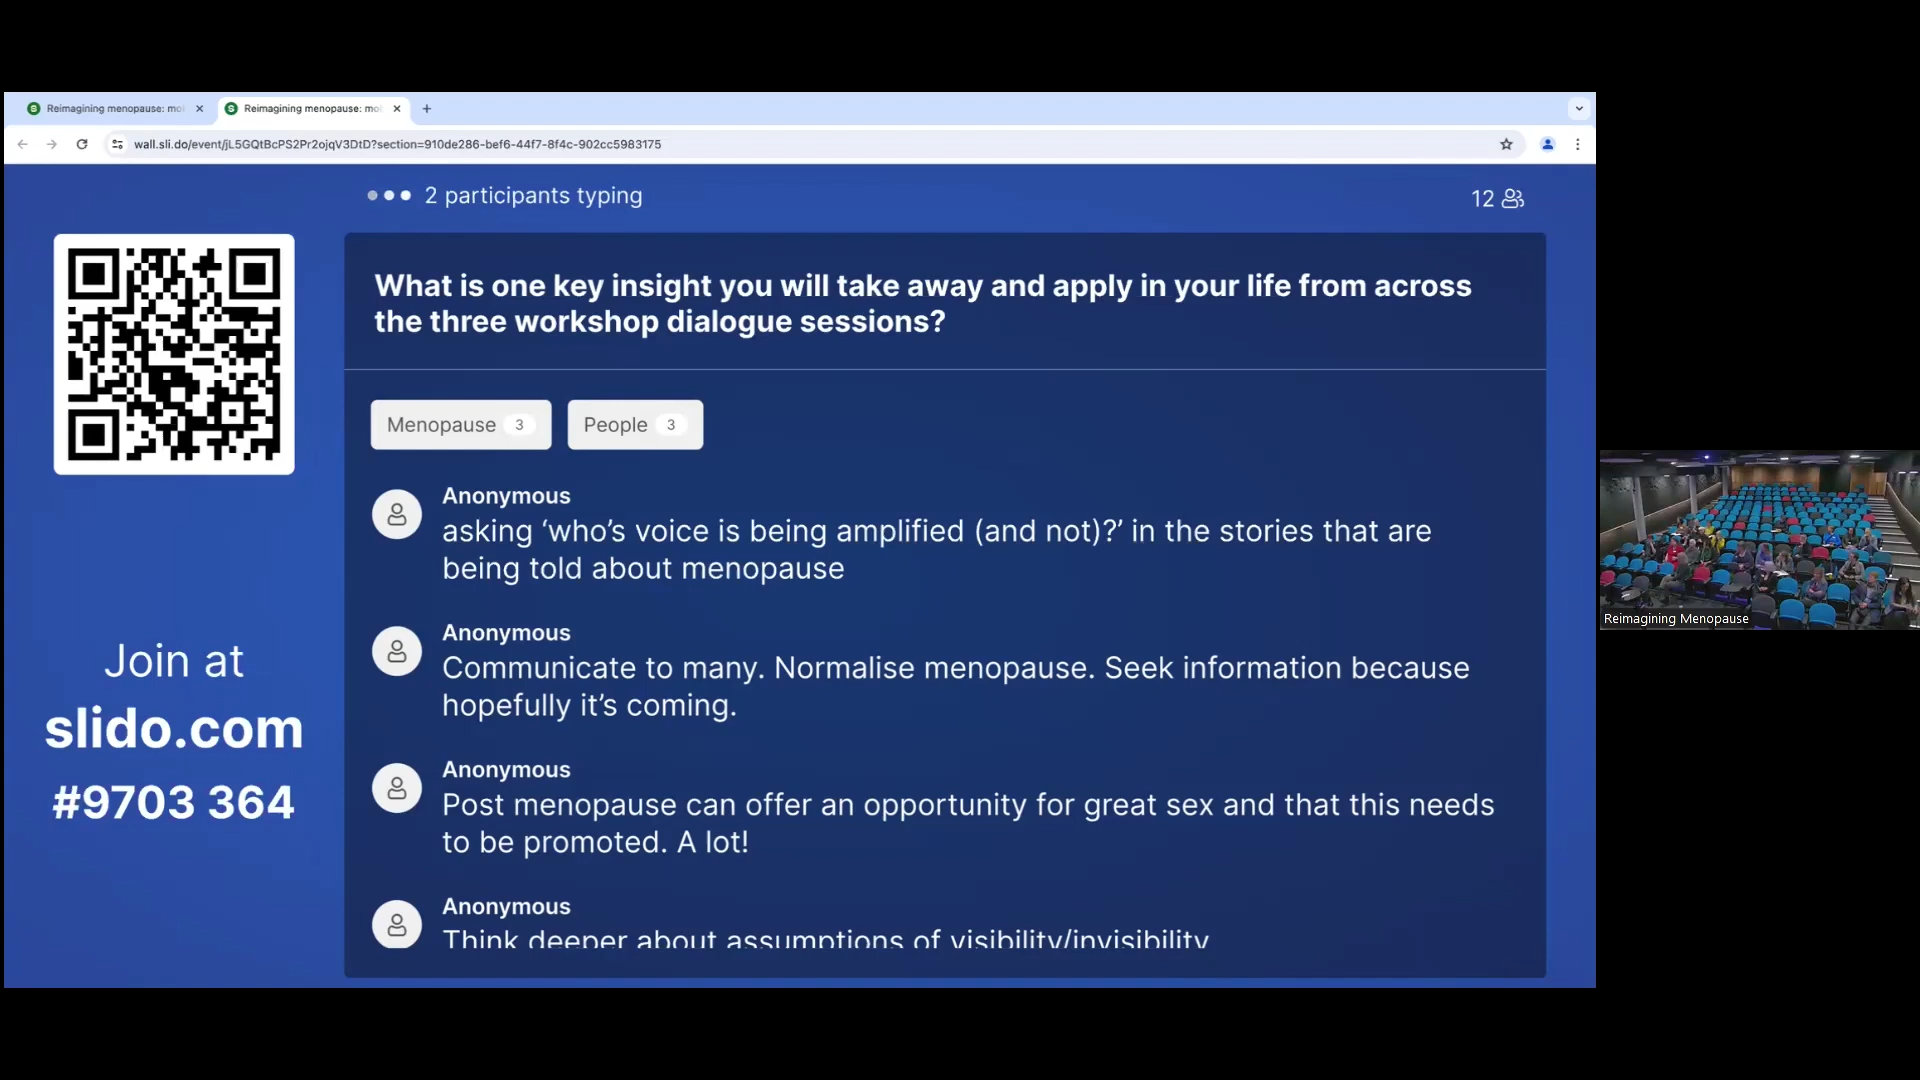 Reimagining menopause: mo
Reimagining menopause: mo
wall.sli.do/event/jL5GQtBcPS2Pr2ojqV3DtD?section=910de286-bef6-44f7-8f4c-902cc5983175
2 participants typing
12
What is one key insight you will take away and apply in your life from across
the three workshop dialogue sessions?
Menopause 3
People 3
Anonymous
asking ‘who’s voice is being amplified (and not)?’ in the stories that are
being told about menopause
Anonymous
Communicate to many. Normalise menopause. Seek information because
hopefully it’s coming.
Anonymous
Post menopause can offer an opportunity for great sex and that this needs
to be promoted. A lot!
Anonymous
Think deeper about assumptions of visibility/invisibility
Join at
slido.com
#9703 364
Reimagining Menopause